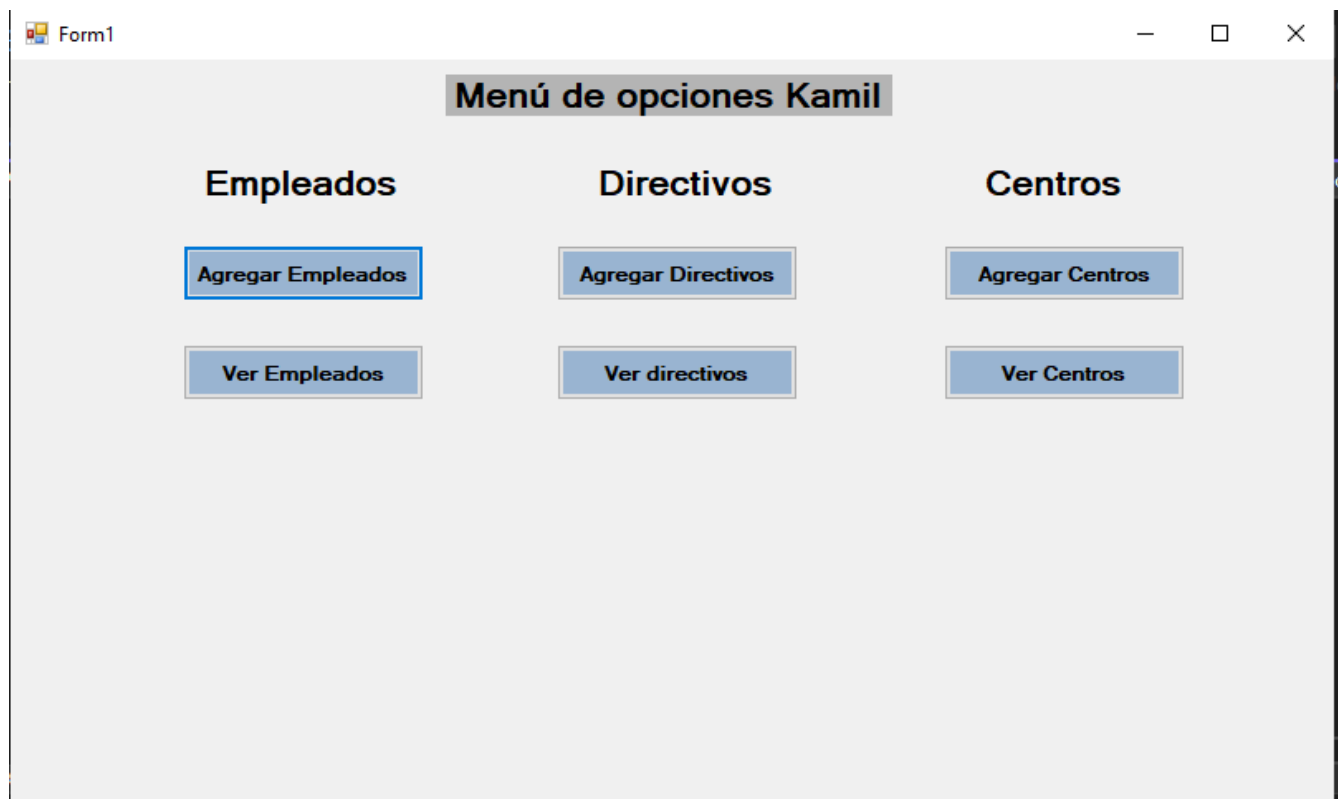 Form1
Menú de opciones Kamil
Empleados Directivos Centros
Agregar Empleados Agregar Directivos Agregar Centros
Ver Empleados Ver directivos Ver Centros